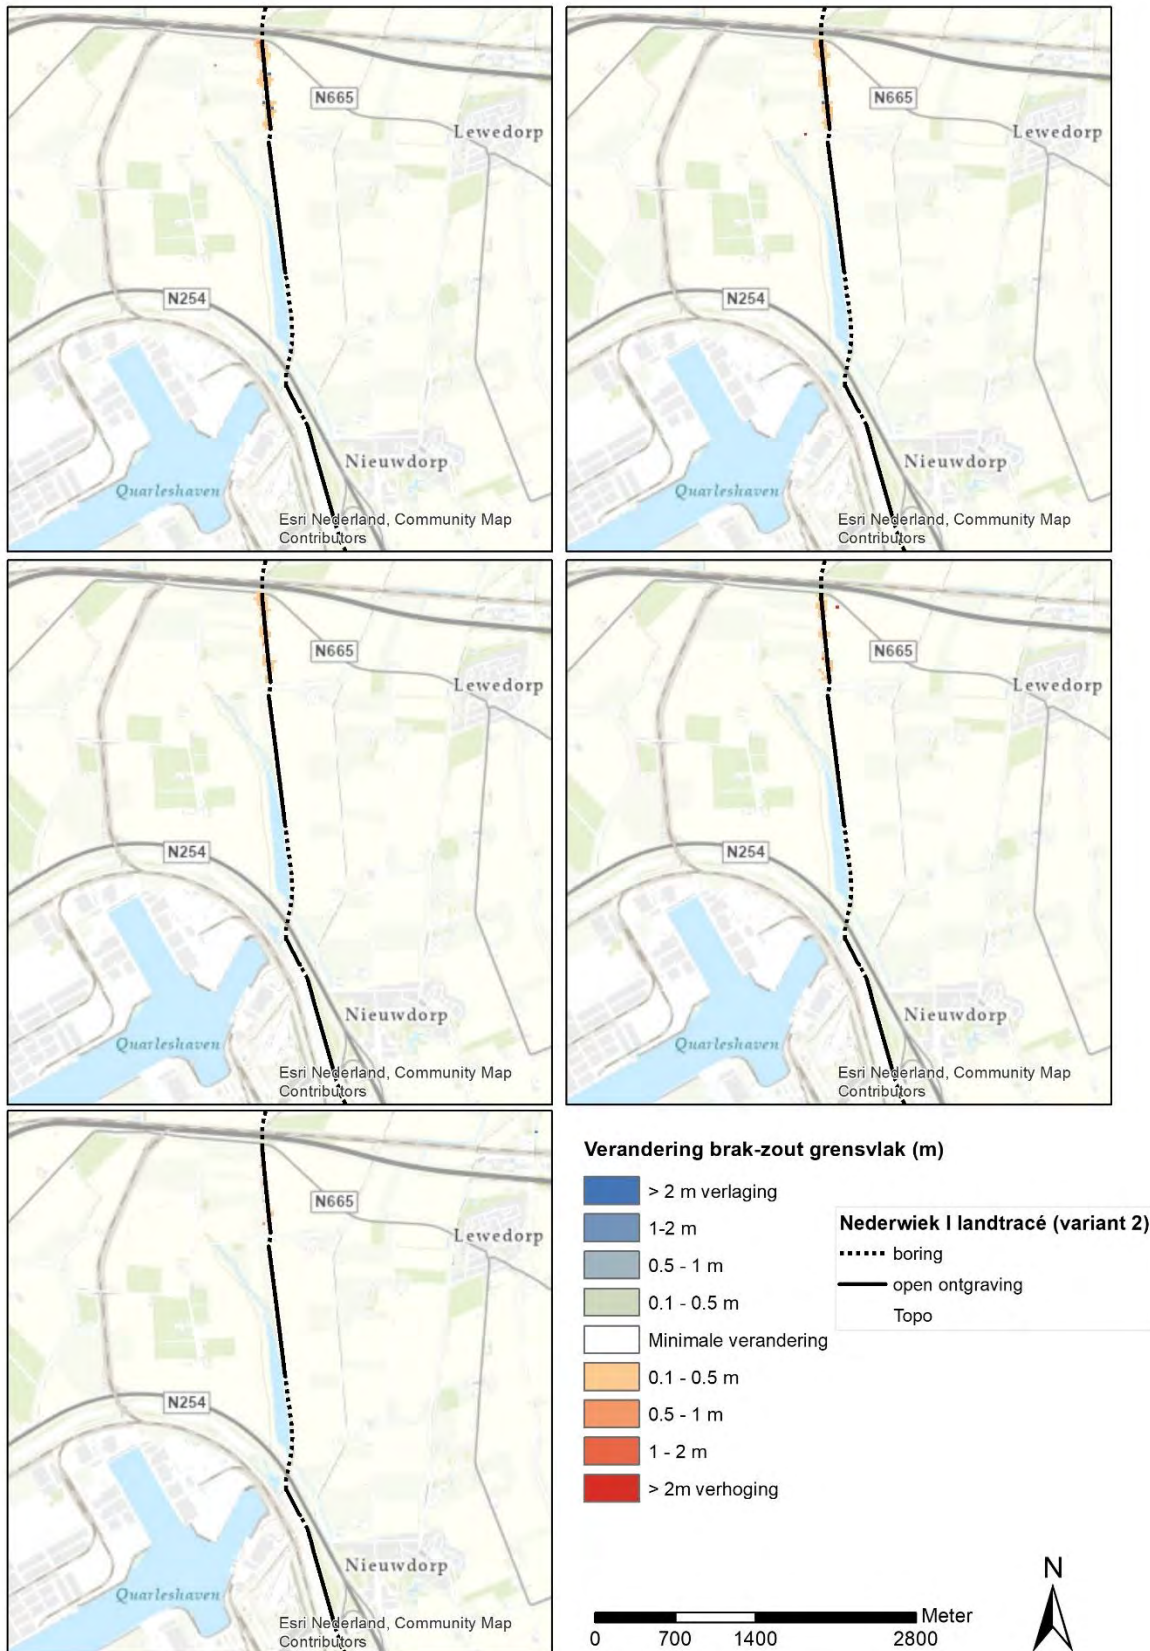 N665
Lewedorp
N254
Nieuwdorp
Quarleshaven
Esri Nederland, Community Map
Contributors
N665
Lewedorp
N254
Nieuwdorp
Quarleshaven
Esri Nederland, Community Map
Contributors
N665
Lewedorp
N254
Nieuwdorp
Quarleshaven
Esri Nederland, Community Map
Contributors
N665
Lewedorp
N254
Nieuwdorp
Quarleshaven
Esri Nederland, Community Map
Contributors
N665
Lewedorp
N254
Nieuwdorp
Quarleshaven
Esri Nederland, Community Map
Contributors
Verandering brak-zout grensvlak (m)
> 2 m verlaging
1-2 m
0.5 - 1 m
0.1 - 0.5 m
Minimale verandering
0.1 - 0.5 m
0.5 - 1 m
1 - 2 m
> 2m verhoging
Nederwiek I landtracé (variant 2)
boring
open ontgraving
Topo
N
Meter
0 700 1400 2800